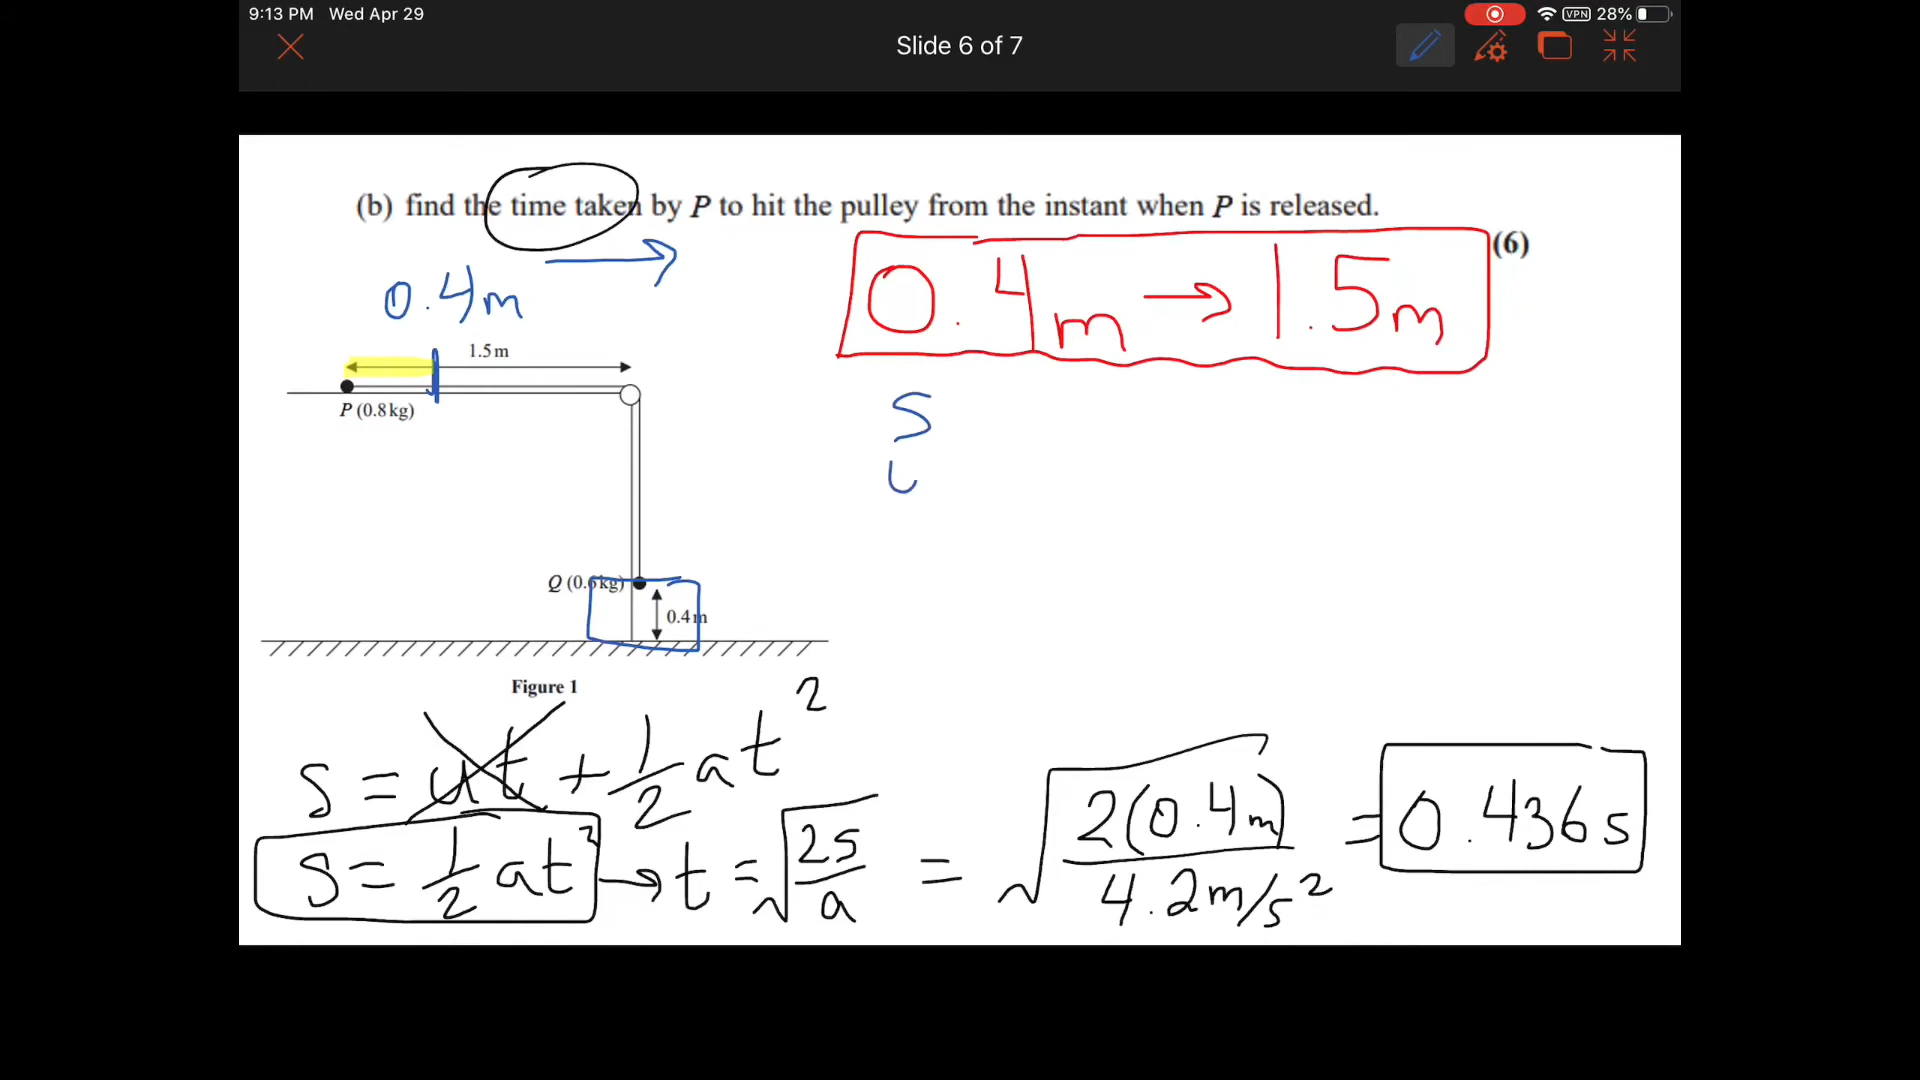 9:13 PM Wed Apr 29
VPN 28%
Slide 6 of 7
(b) find the time taken by P to hit the pulley from the instant when P is released.
(6)
0.4m → 1.5m
0.4m
1.5 m
P (0.8 kg)
S
U
Q (0.6 kg)
0.4 m
Figure 1
s = ut + 1/2 at²
s = 1/2 at² → t = √(2s/a) = √(2(0.4m)/4.2m/s²) = 0.436s